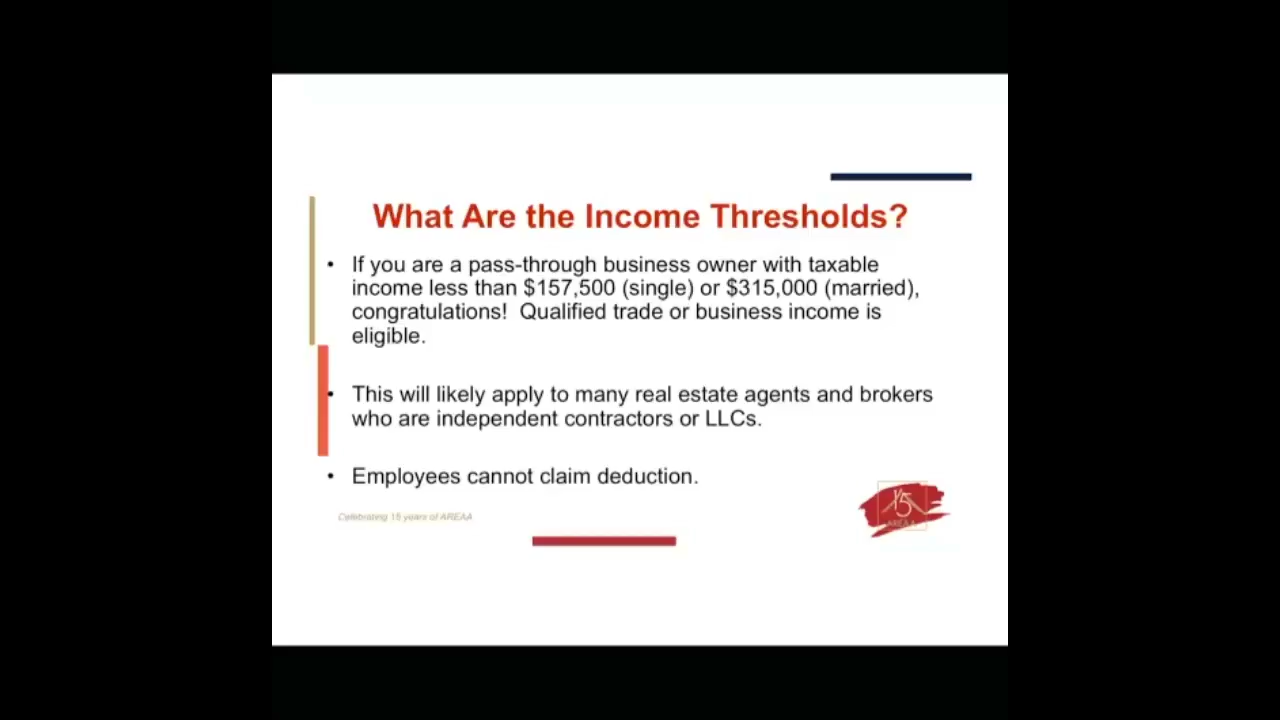 What Are the Income Thresholds?
• If you are a pass-through business owner with taxable
income less than $157,500 (single) or $315,000 (married),
congratulations!  Qualified trade or business income is
eligible.
• This will likely apply to many real estate agents and brokers
who are independent contractors or LLCs.
• Employees cannot claim deduction.
Celebrating 15 years of AREAA
15
AREAA